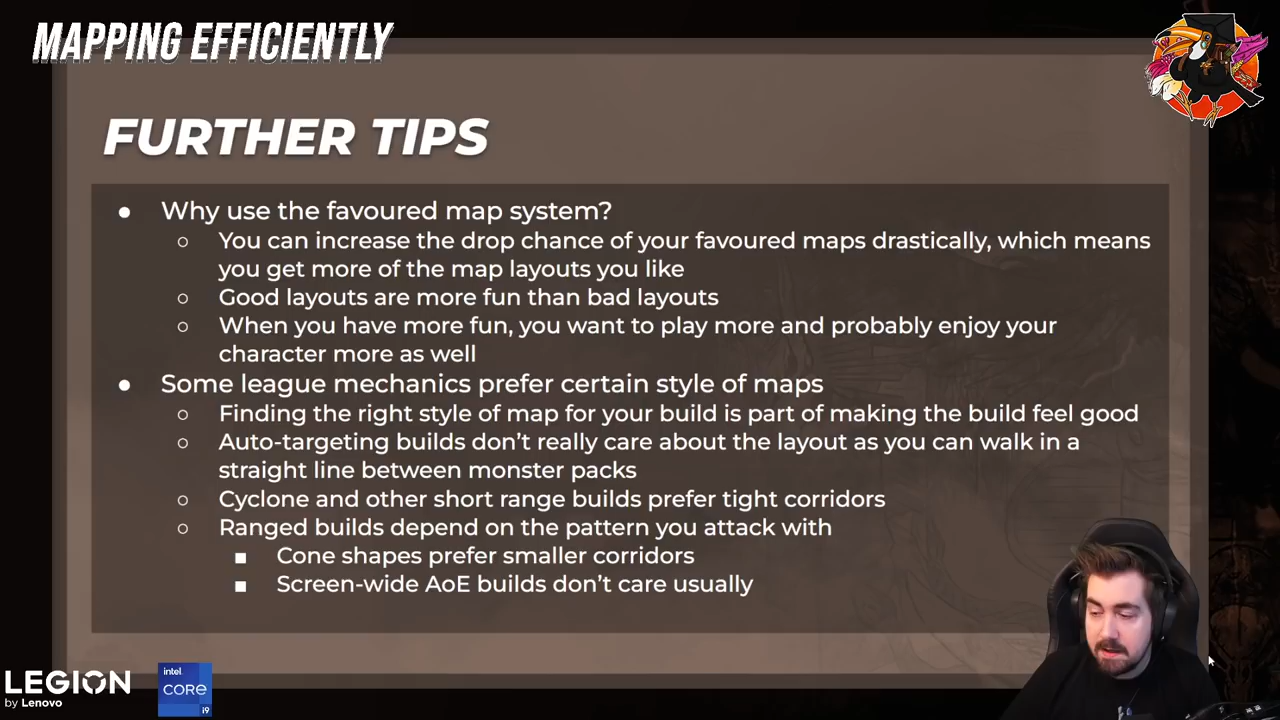 MAPPING EFFICIENTLY
FURTHER TIPS
● Why use the favoured map system?
○ You can increase the drop chance of your favoured maps drastically, which means
you get more of the map layouts you like
○ Good layouts are more fun than bad layouts
○ When you have more fun, you want to play more and probably enjoy your
character more as well
● Some league mechanics prefer certain style of maps
○ Finding the right style of map for your build is part of making the build feel good
○ Auto-targeting builds don’t really care about the layout as you can walk in a
straight line between monster packs
○ Cyclone and other short range builds prefer tight corridors
○ Ranged builds depend on the pattern you attack with
■ Cone shapes prefer smaller corridors
■ Screen-wide AoE builds don’t care usually
LEGION
by Lenovo
intel
CORE
i9